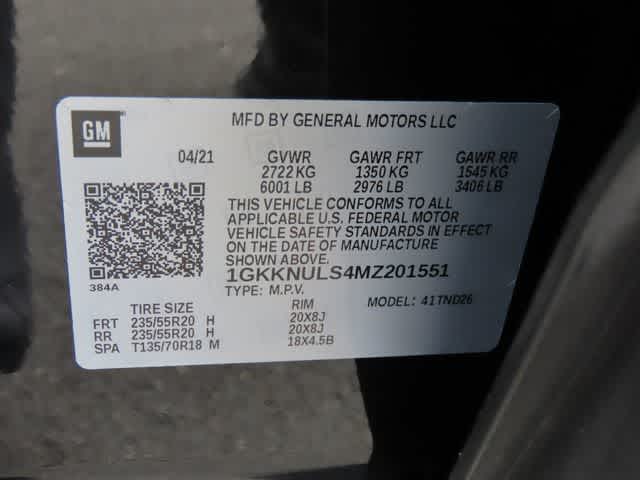 GM
MFD BY GENERAL MOTORS LLC
04/21 GVWR GAWR FRT GAWR RR
2722 KG 1350 KG 1545 KG
6001 LB 2976 LB 3406 LB
THIS VEHICLE CONFORMS TO ALL
APPLICABLE U.S. FEDERAL MOTOR
VEHICLE SAFETY STANDARDS IN EFFECT
ON THE DATE OF MANUFACTURE
SHOWN ABOVE.
1GKKNULS4MZ201551
384A
TYPE: M.P.V. MODEL: 41TND26
TIRE SIZE RIM
FRT 235/55R20 H 20X8J
RR 235/55R20 H 20X8J
SPA T135/70R18 M 18X4.5B